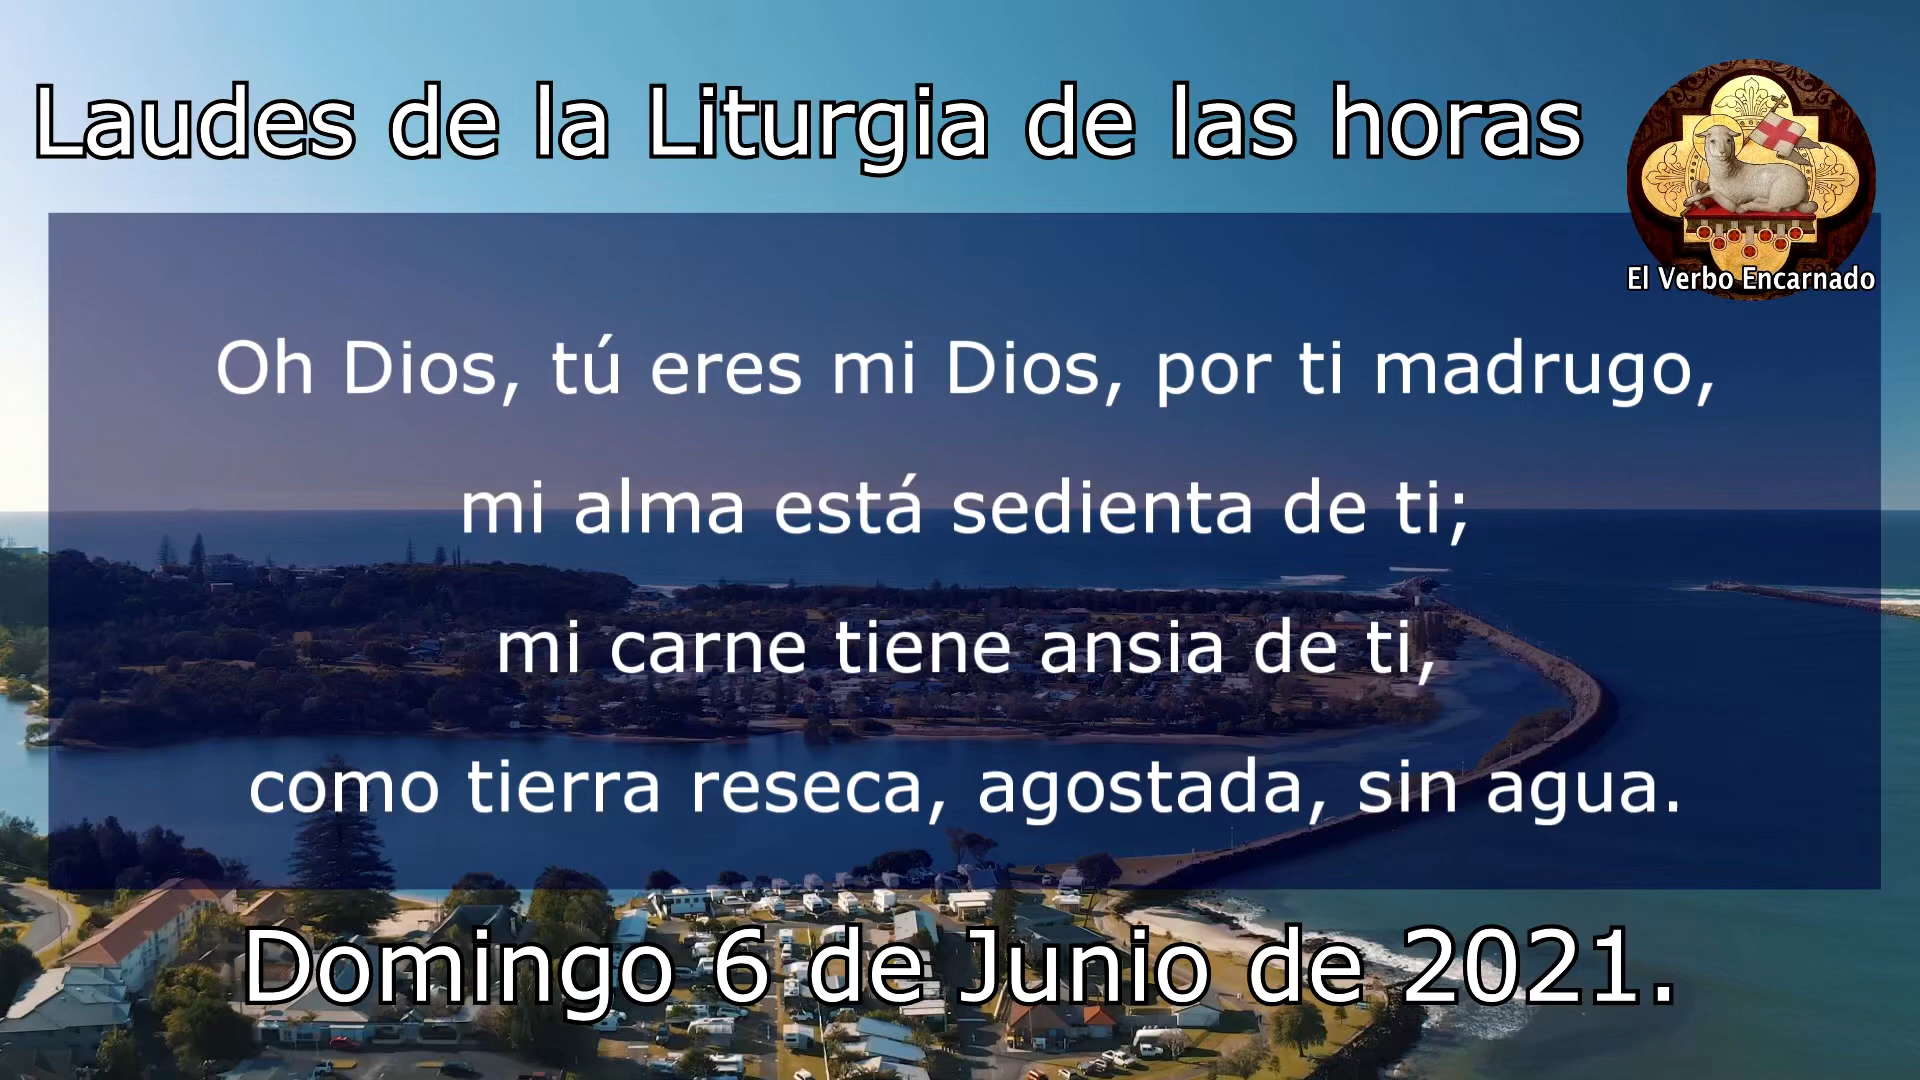 Laudes de la Liturgia de las horas
El Verbo Encarnado
Oh Dios, tú eres mi Dios, por ti madrugo,
mi alma está sedienta de ti;
mi carne tiene ansia de ti,
como tierra reseca, agostada, sin agua.
Domingo 6 de Junio de 2021.